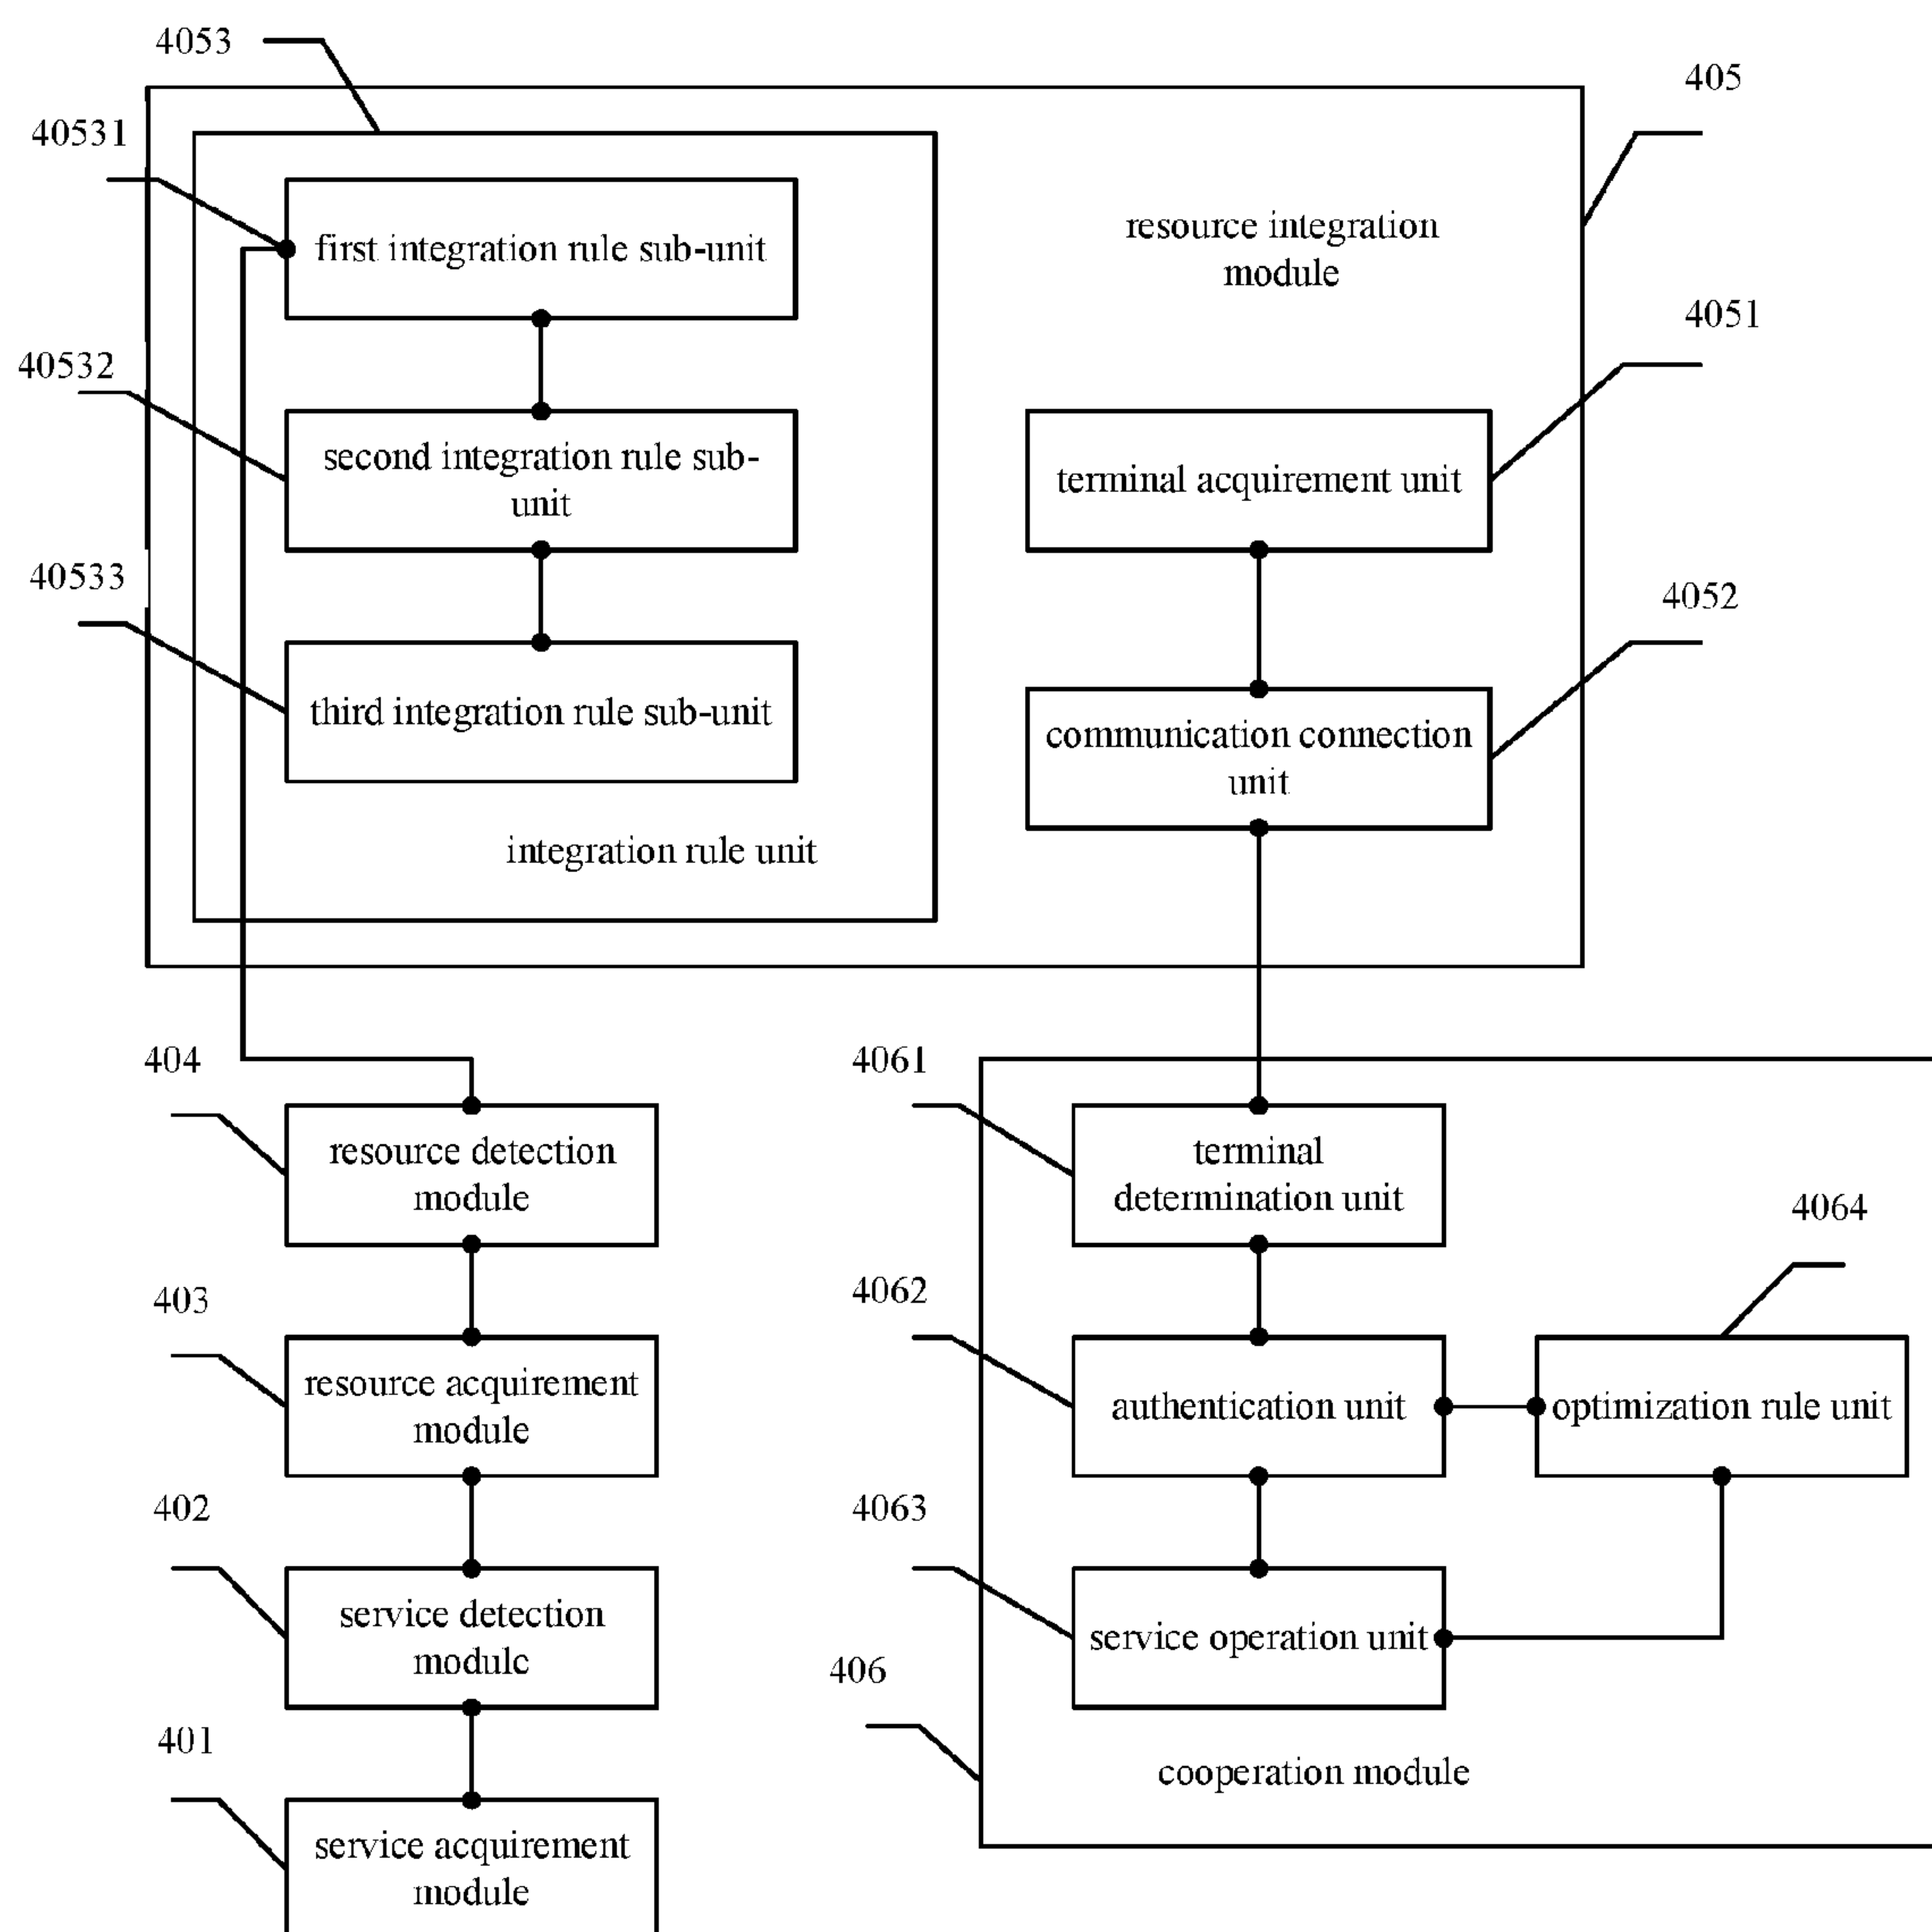 4053
405
40531
first integration rule sub-unit
resource integration
module
4051
40532
second integration rule sub-
unit
terminal acquirement unit
40533
4052
third integration rule sub-unit
communication connection
unit
integration rule unit
404
4061
resource detection
module
terminal
determination unit
4064
403
4062
resource acquirement
module
authentication unit
optimization rule unit
402
4063
service detection
module
service operation unit
406
401
cooperation module
service acquirement
module